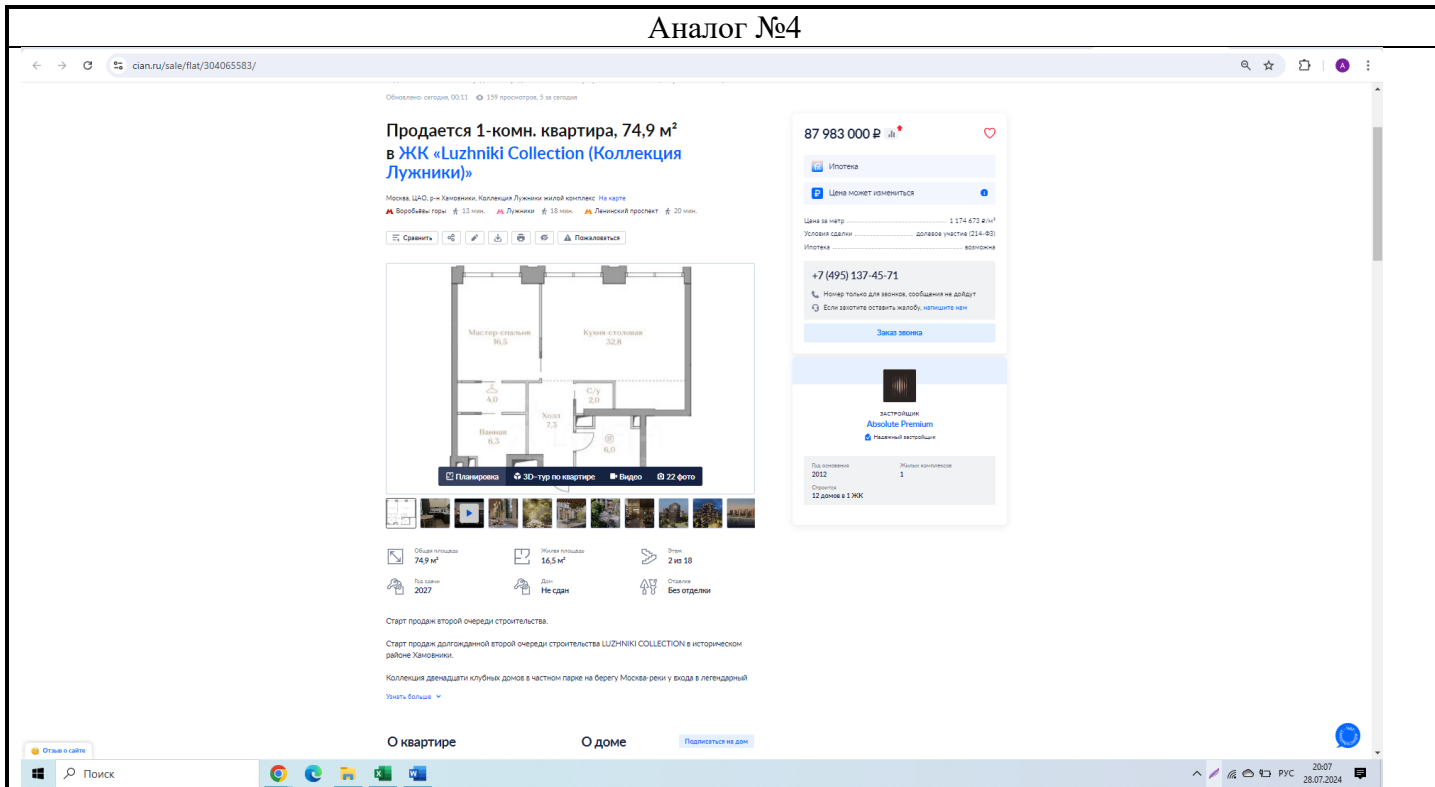 Аналог №4
cian.ru/sale/flat/304065583/
A
Обновлено: сегодня, 00:11 159 просмотров, 5 за сегодня
Продается 1-комн. квартира, 74,9 м²
в ЖК «Luzhniki Collection (Коллекция
Лужники)»
Москва, ЦАО, р-н Хамовники, Коллекция Лужники жилой комплекс На карте
Воробьёвы горы 13 мин. Лужники 18 мин. Ленинский проспект 20 мин.
Сравнить Пожаловаться
Мастер-спальня
16,5
Кухня-столовая
32,8
4,0
С/у
2,0
Холл
7,3
Ванная
6,3
6,0
Планировка 3D-тур по квартире Видео 22 фото
Общая площадь
74,9 м²
Жилая площадь
16,5 м²
Этаж
2 из 18
Год сдачи
2027
Дом
Не сдан
Отделка
Без отделки
Старт продаж второй очереди строительства.
Старт продаж долгожданной второй очереди строительства LUZHNIKI COLLECTION в историческом
районе Хамовники.
Коллекция двенадцати клубных домов в частном парке на берегу Москва-реки у входа в легендарный
Узнать больше
О квартире
О доме
Подписаться на дом
87 983 000 ₽
Ипотека
Цена может измениться
Цена за метр 1 174 673 ₽/м²
Условия сделки долевое участие (214-ФЗ)
Ипотека возможна
+7 (495) 137-45-71
Номер только для звонков, сообщения не дойдут
Если захотите оставить жалобу, напишите нам
Заказ звонка
ЗАСТРОЙЩИК
Absolute Premium
Надежный застройщик
Год основания
2012
Жилых комплексов
1
Строится
12 домов в 1 ЖК
Отзыв о сайте
Поиск
РУС
20:07
28.07.2024